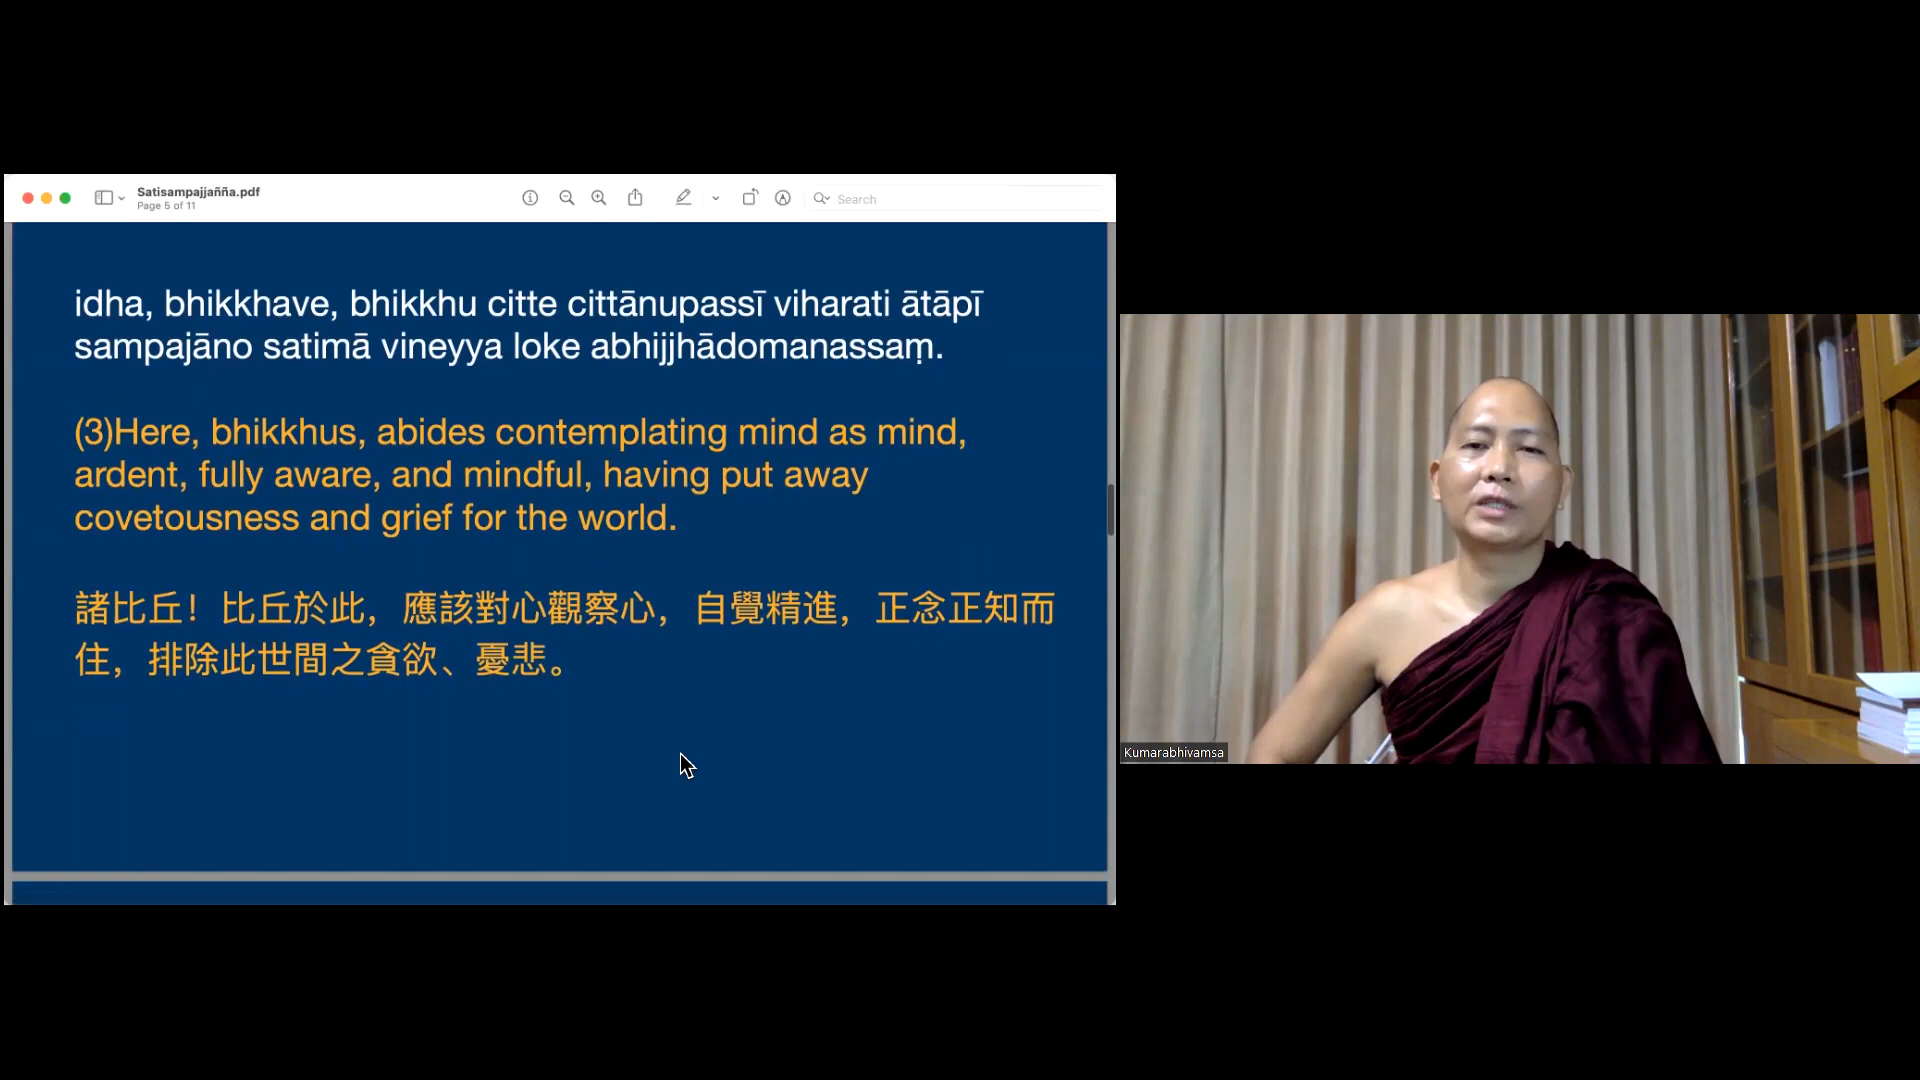 Satisampajjañña.pdf
Page 5 of 11
Search
idha, bhikkhave, bhikkhu citte cittānupassī viharati ātāpī
sampajāno satimā vineyya loke abhijjhādomanassaṃ.
(3)Here, bhikkhus, abides contemplating mind as mind,
ardent, fully aware, and mindful, having put away
covetousness and grief for the world.
諸比丘！比丘於此，應該對心觀察心，自覺精進，正念正知而
住，排除此世間之貪欲、憂悲。
Kumarabhivamsa